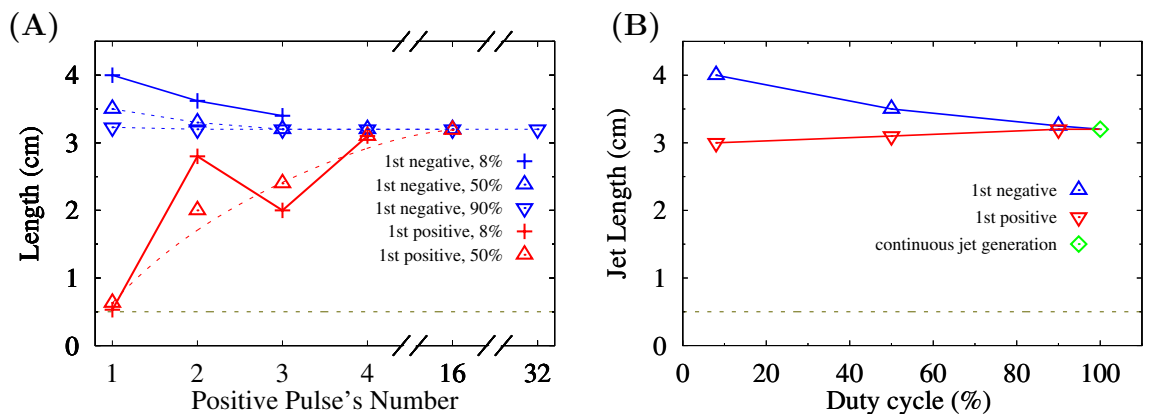 (A)
Length (cm)
4
3
2
1
0
1st negative, 8%
1st negative, 50%
1st negative, 90%
1st positive, 8%
1st positive, 50%
1 2 3 4 16 32
Positive Pulse's Number
(B)
Jet Length (cm)
4
3
2
1
0
1st negative
1st positive
continuous jet generation
0 20 40 60 80 100
Duty cycle (%)